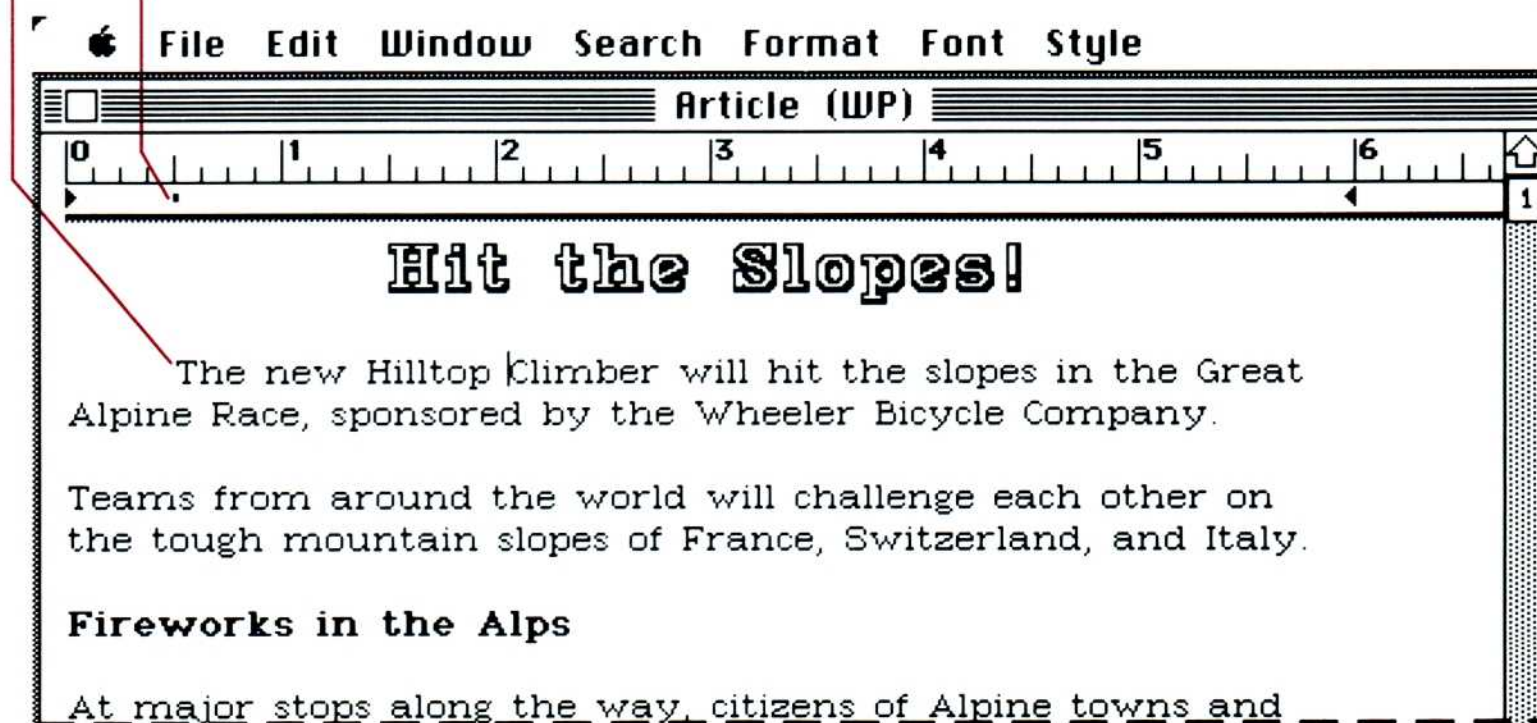 File Edit Window Search Format Font Style
Article (WP)
0 1 2 3 4 5 6
1
Hit the Slopes!
The new Hilltop Climber will hit the slopes in the Great
Alpine Race, sponsored by the Wheeler Bicycle Company.
Teams from around the world will challenge each other on
the tough mountain slopes of France, Switzerland, and Italy.
Fireworks in the Alps
At major stops along the way, citizens of Alpine towns and